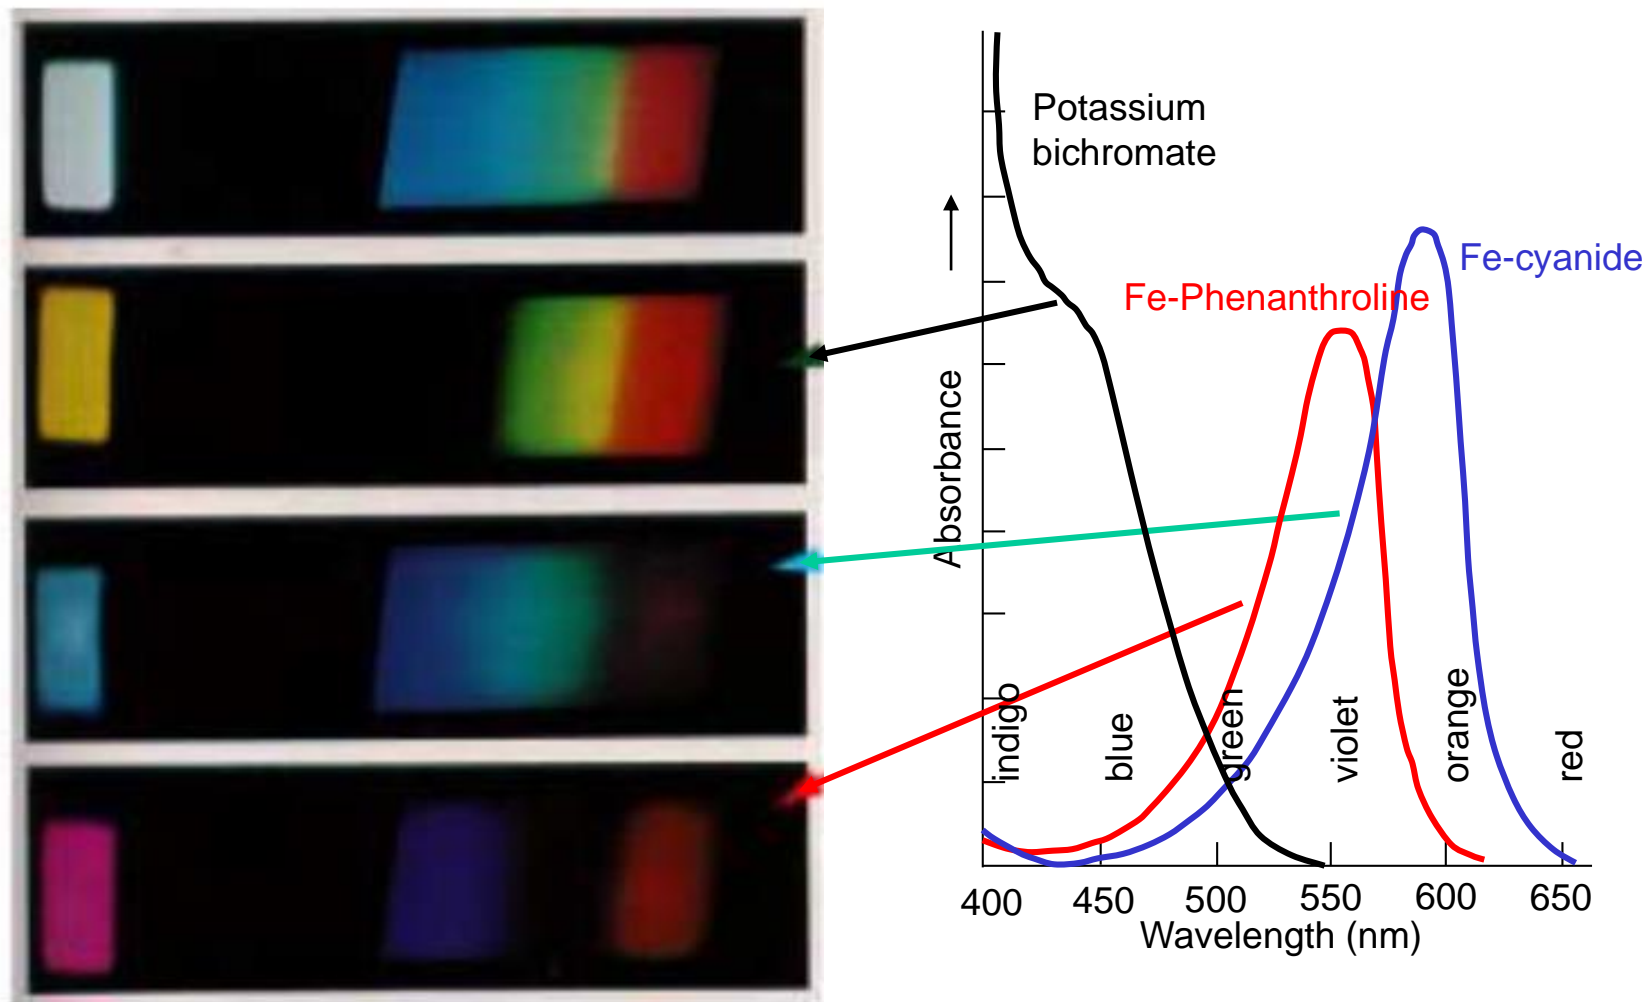 Potassium
bichromate
Fe-cyanide
Fe-Phenanthroline
Absorbance
indigo
blue
green
violet
orange
red
400 450 500 550 600 650
Wavelength (nm)